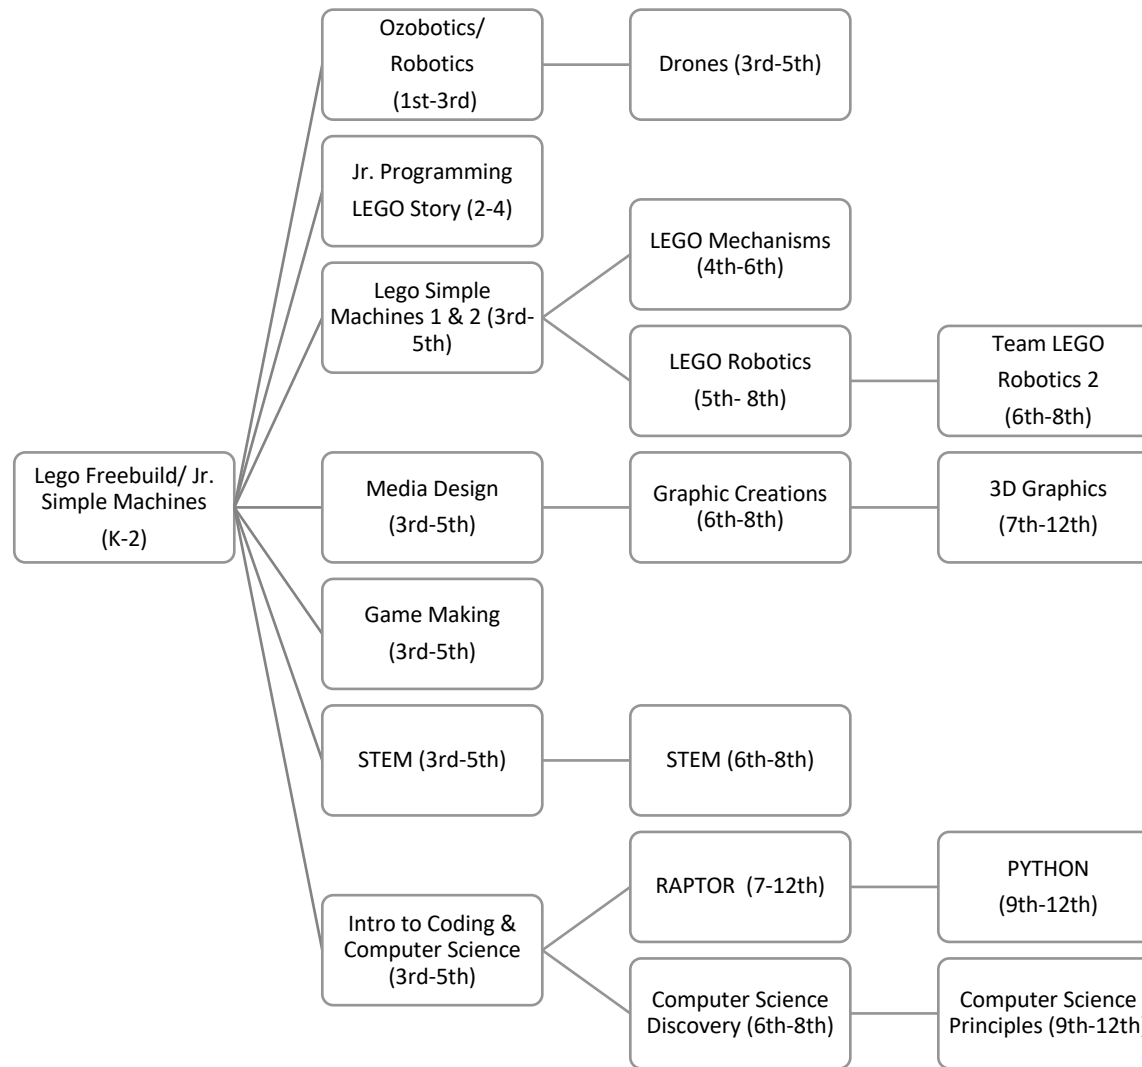 Ozobotics/
Robotics
(1st-3rd)
Drones (3rd-5th)
Jr. Programming
LEGO Story (2-4)
LEGO Mechanisms
(4th-6th)
Lego Simple
Machines 1 & 2 (3rd-
5th)
LEGO Robotics
(5th- 8th)
Team LEGO
Robotics 2
(6th-8th)
Lego Freebuild/ Jr.
Simple Machines
(K-2)
Media Design
(3rd-5th)
Graphic Creations
(6th-8th)
3D Graphics
(7th-12th)
Game Making
(3rd-5th)
STEM (3rd-5th)
STEM (6th-8th)
Intro to Coding &
Computer Science
(3rd-5th)
RAPTOR  (7-12th)
PYTHON
(9th-12th)
Computer Science
Discovery (6th-8th)
Computer Science
Principles (9th-12th)